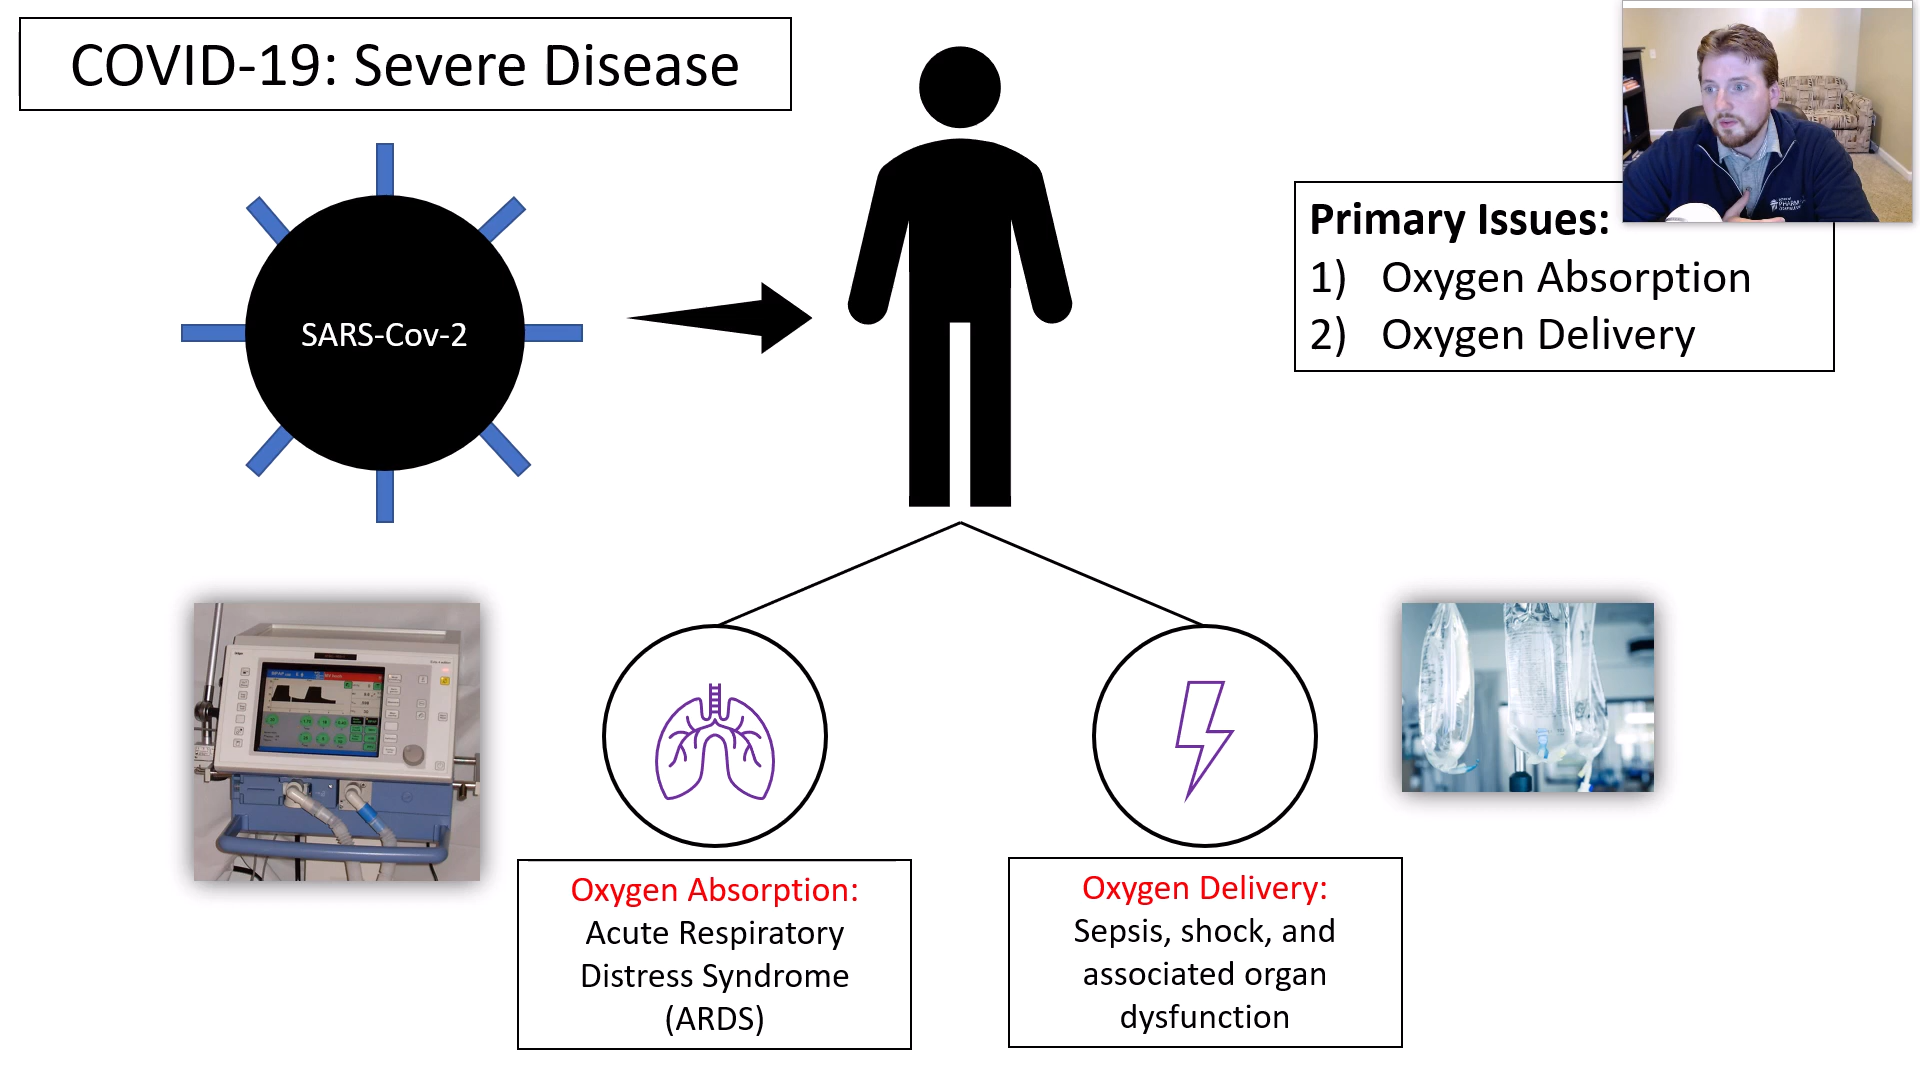 COVID-19: Severe Disease
SARS-Cov-2
Primary Issues:
1) Oxygen Absorption
2) Oxygen Delivery
Oxygen Absorption:
Acute Respiratory
Distress Syndrome
(ARDS)
Oxygen Delivery:
Sepsis, shock, and
associated organ
dysfunction